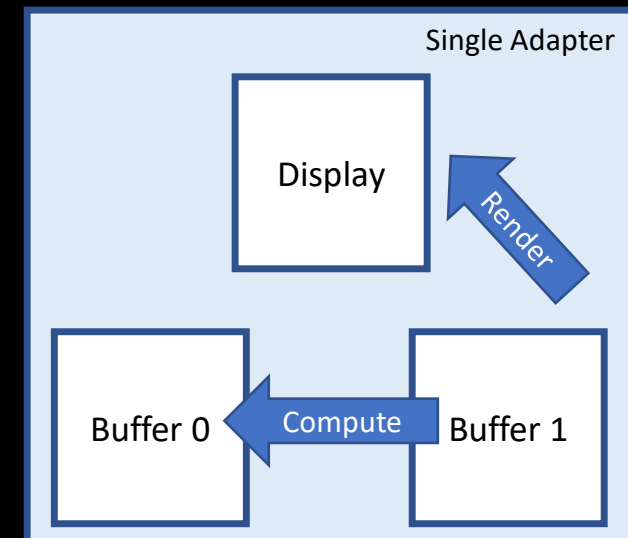 Single Adapter
Display
Render
Buffer 0
Compute
Buffer 1